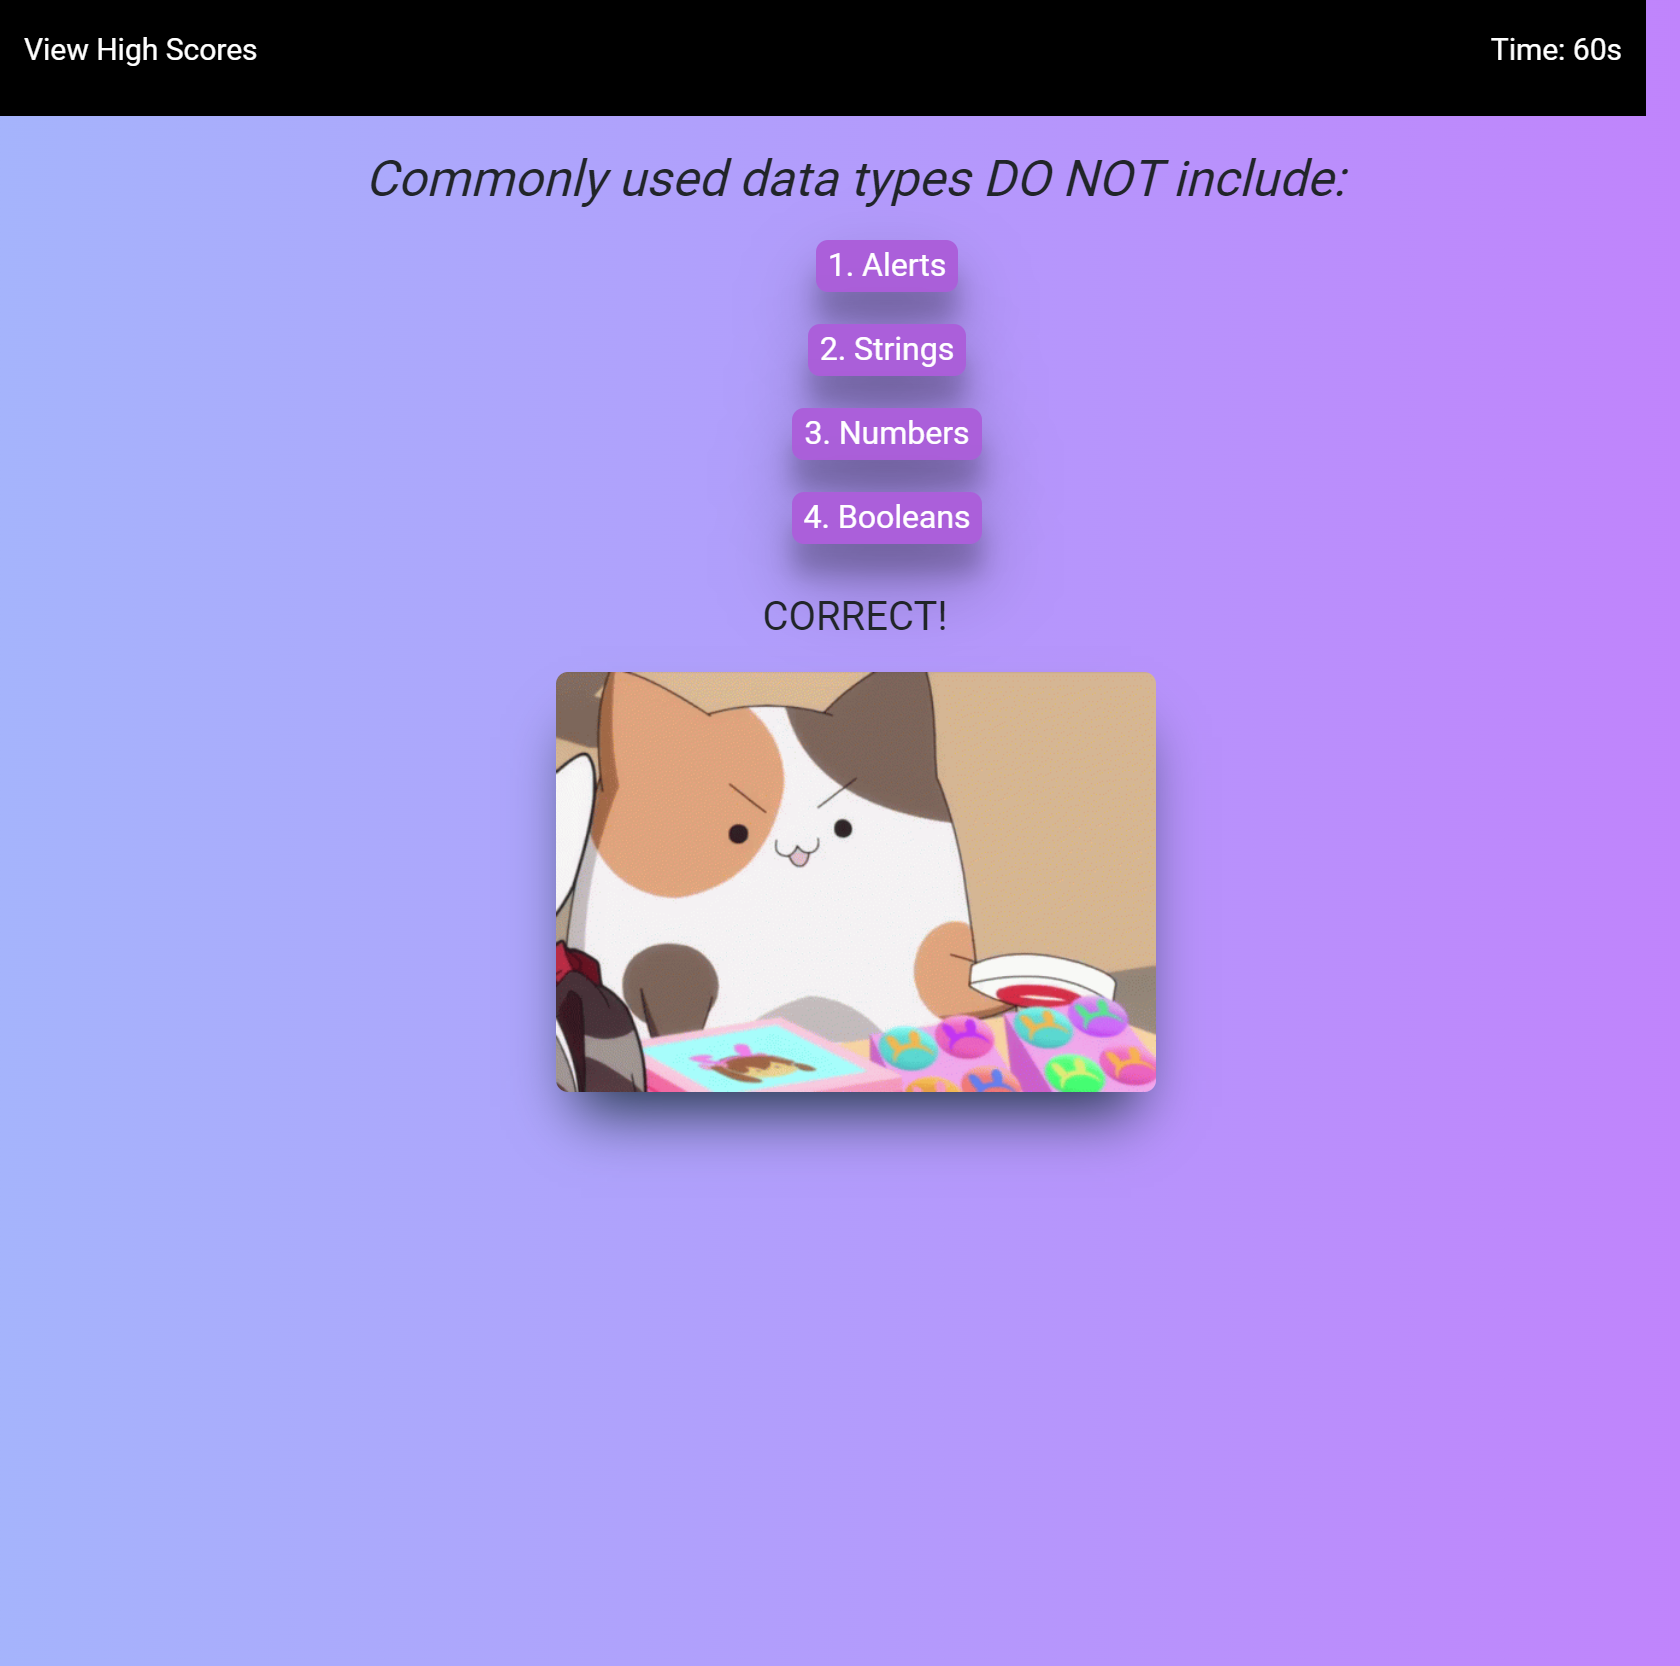 View High Scores
Time: 60s
Commonly used data types DO NOT include:
1. Alerts
2. Strings
3. Numbers
4. Booleans
CORRECT!